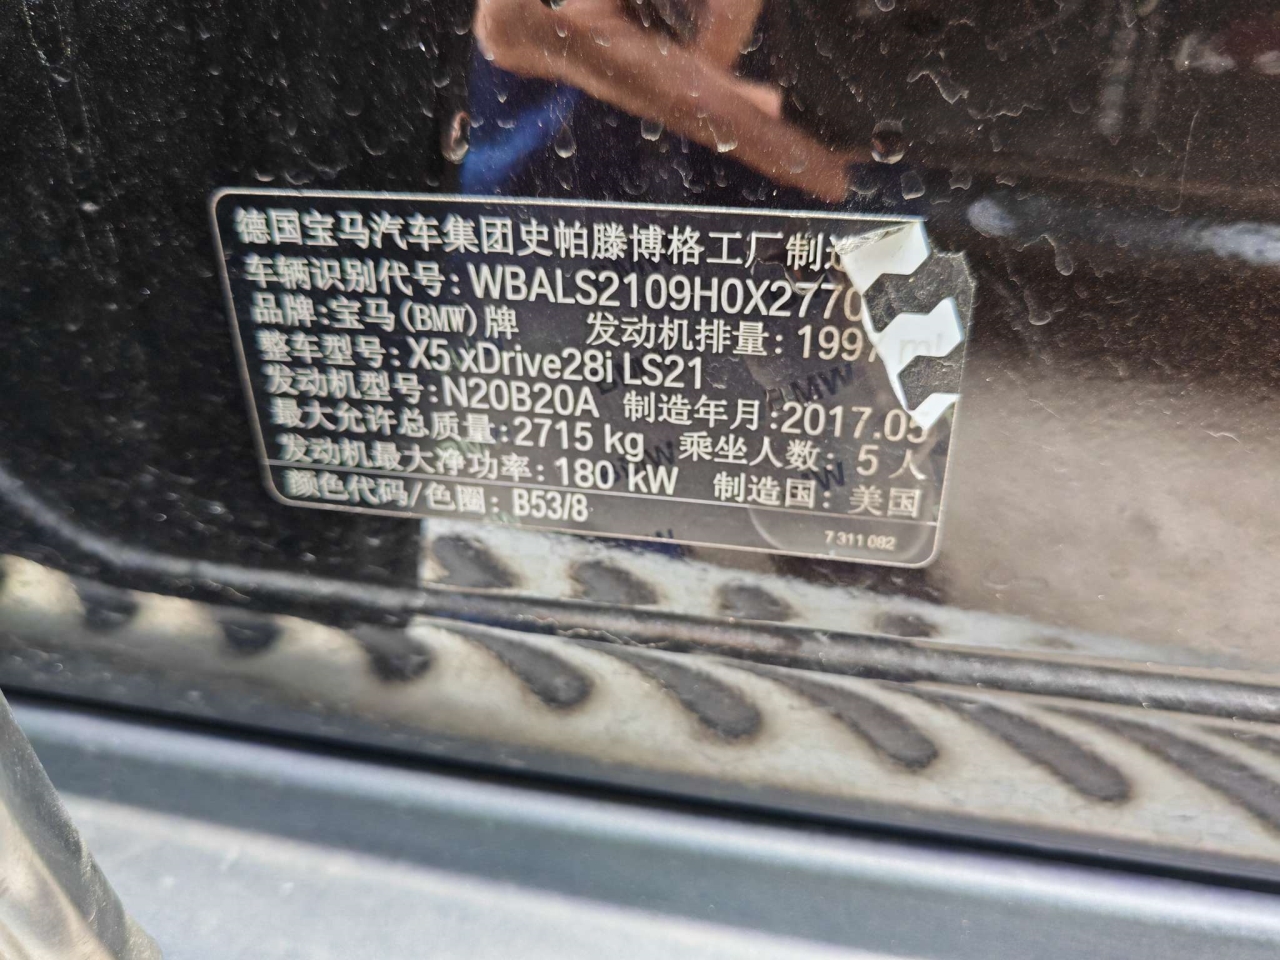 德国宝马汽车集团史帕滕博格工厂制造
车辆识别代号: WBALS2109H0X2770
品牌:宝马(BMW)牌 发动机排量: 1997 ml
整车型号: X5 xDrive28i LS21
发动机型号: N20B20A 制造年月:2017.05
最大允许总质量:2715 kg 乘坐人数: 5 人
发动机最大净功率: 180 kW 制造国: 美国
颜色代码/色圈: B53/8
7 311 082